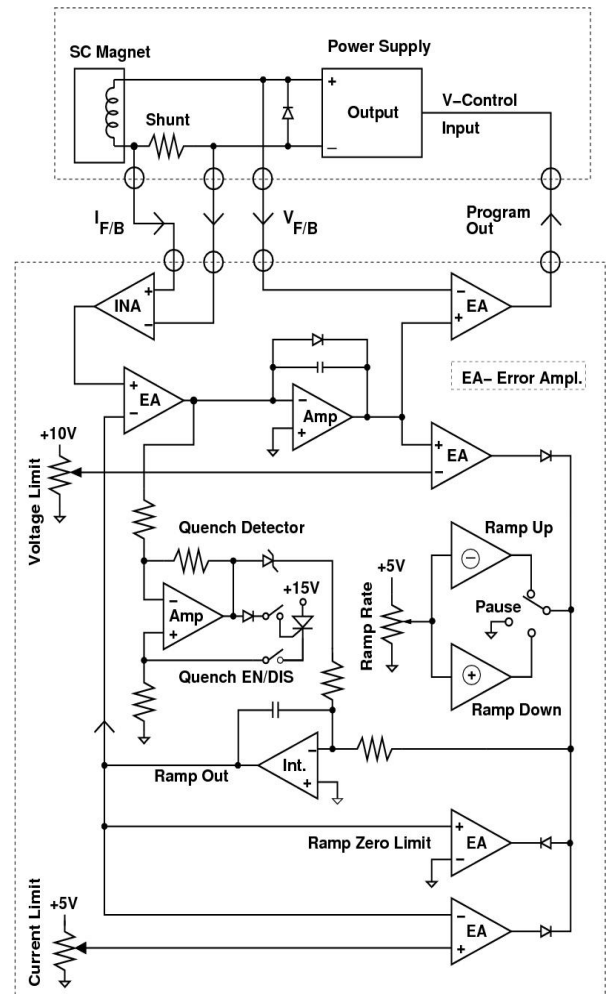 SC Magnet
Power Supply
Shunt
+
Output
−
V−Control
Input
I F/B
V F/B
Program
Out
INA
+
−
−
EA
+
+
EA
−
−
Amp
+
EA− Error Ampl.
+10V
Voltage Limit
+
EA
−
Quench Detector
−
Amp
+
+15V
Quench EN/DIS
+5V
Ramp Rate
−
Ramp Up
Pause
+
Ramp Down
Ramp Out
−
Int.
+
Ramp Zero Limit
+
EA
−
+5V
Current Limit
−
EA
+